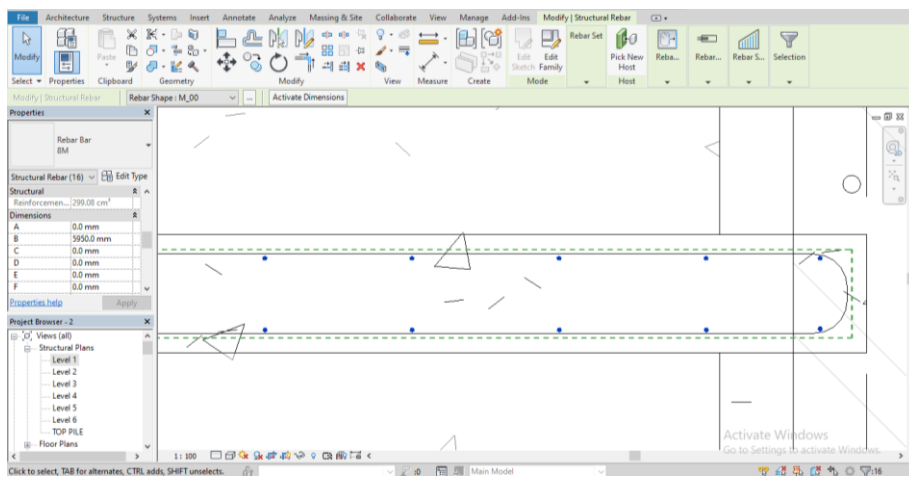 File Architecture Structure Systems Insert Annotate Analyze Massing & Site Collaborate View Manage Add-Ins Modify | Structural Rebar
Modify Paste Edit Sketch Edit Family Rebar Set Pick New Host Reba... Rebar... Rebar S... Selection
Select Properties Clipboard Geometry Modify View Measure Create Mode Host
Modify | Structural Rebar Rebar Shape : M_00 ... Activate Dimensions
Properties
Rebar Bar
8M
Structural Rebar (16) Edit Type
Structural
Reinforcemen... 299.08 cm³
Dimensions
A 0.0 mm
B 5950.0 mm
C 0.0 mm
D 0.0 mm
E 0.0 mm
F 0.0 mm
Properties help Apply
Project Browser - 2
Views (all)
Structural Plans
Level 1
Level 2
Level 3
Level 4
Level 5
Level 6
TOP PILE
Floor Plans
1 : 100
Activate Windows
Go to Settings to activate Windows.
Click to select, TAB for alternates, CTRL adds, SHIFT unselects. :0 Main Model :16